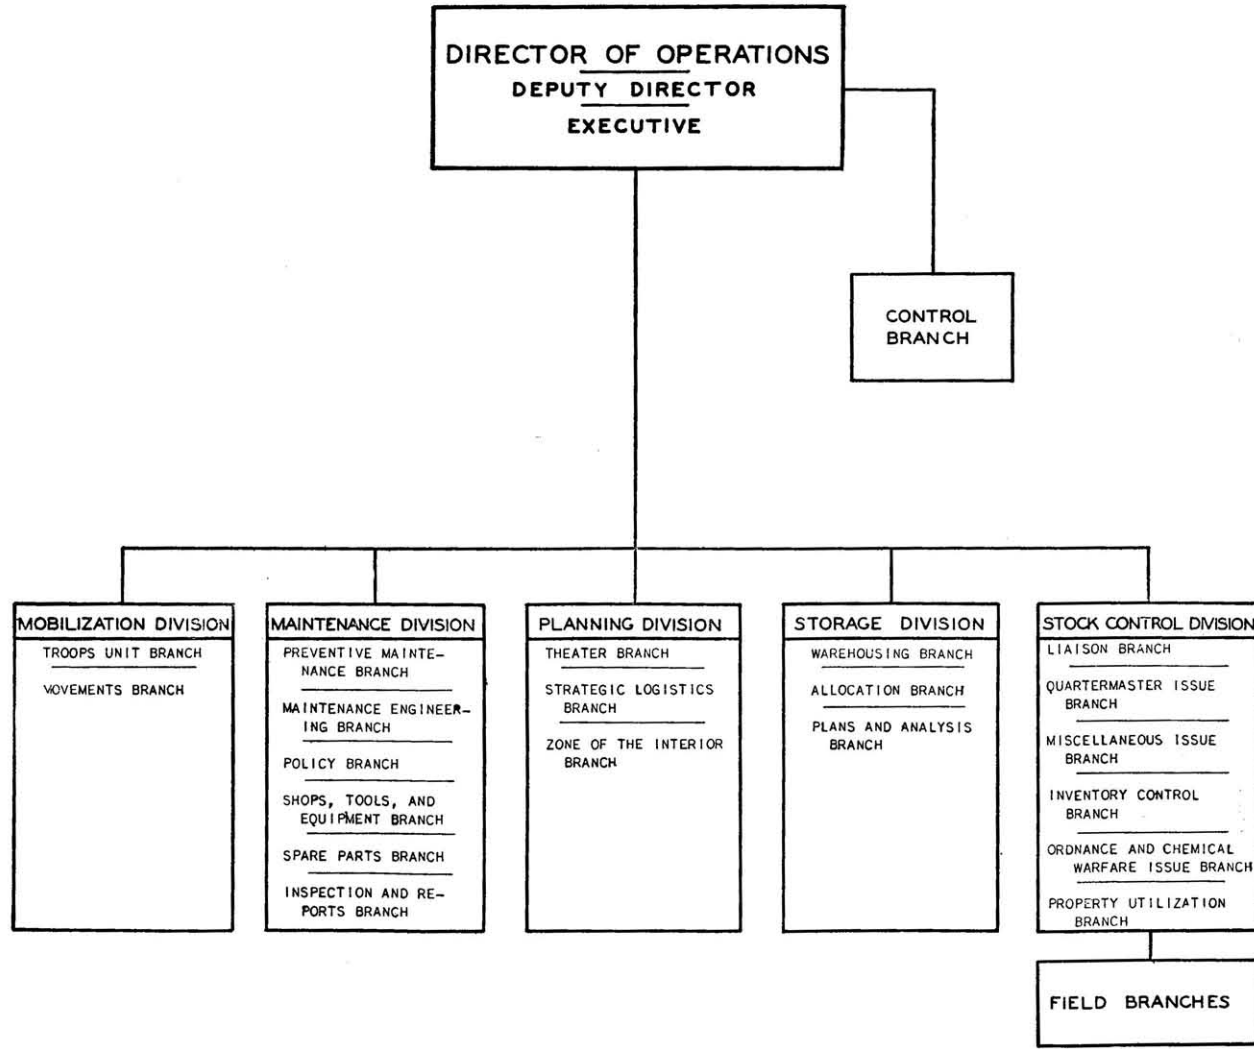 DIRECTOR OF OPERATIONS
DEPUTY DIRECTOR
EXECUTIVE
CONTROL
BRANCH
MOBILIZATION DIVISION
TROOPS UNIT BRANCH
MOVEMENTS BRANCH
MAINTENANCE DIVISION
PREVENTIVE MAINTE-
NANCE BRANCH
MAINTENANCE ENGINEER-
ING BRANCH
POLICY BRANCH
SHOPS, TOOLS, AND
EQUIPMENT BRANCH
SPARE PARTS BRANCH
INSPECTION AND RE-
PORTS BRANCH
PLANNING DIVISION
THEATER BRANCH
STRATEGIC LOGISTICS
BRANCH
ZONE OF THE INTERIOR
BRANCH
STORAGE DIVISION
WAREHOUSING BRANCH
ALLOCATION BRANCH
PLANS AND ANALYSIS
BRANCH
STOCK CONTROL DIVISION
LIAISON BRANCH
QUARTERMASTER ISSUE
BRANCH
MISCELLANEOUS ISSUE
BRANCH
INVENTORY CONTROL
BRANCH
ORDNANCE AND CHEMICAL
WARFARE ISSUE BRANCH
PROPERTY UTILIZATION
BRANCH
FIELD BRANCHES